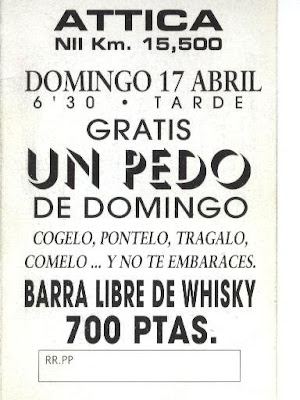 ATTICA
NII Km. 15,500
DOMINGO 17 ABRIL
6'30 • TARDE
GRATIS
UN PEDO
DE DOMINGO
COGELO, PONTELO, TRAGALO,
COMELO ... Y NO TE EMBARACES.
BARRA LIBRE DE WHISKY
700 PTAS.
RR.PP